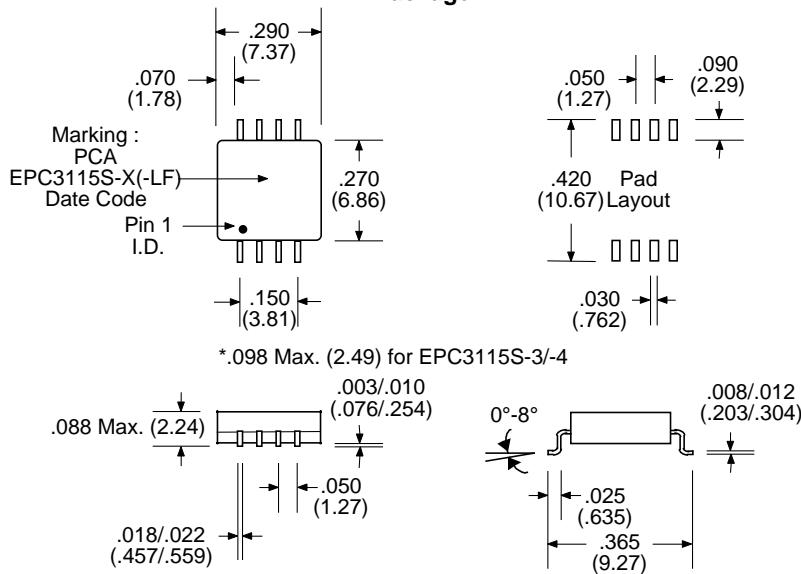 .290
(7.37)
.070
(1.78)
Marking :
PCA
EPC3115S-X(-LF)
Date Code
Pin 1
I.D.
.270
(6.86)
.150
(3.81)
.050
(1.27)
.090
(2.29)
.420
(10.67)
Pad
Layout
.030
(.762)
*.098 Max. (2.49) for EPC3115S-3/-4
.088 Max. (2.24)
.003/.010
(.076/.254)
.050
(1.27)
.018/.022
(.457/.559)
0°-8°
.008/.012
(.203/.304)
.025
(.635)
.365
(9.27)